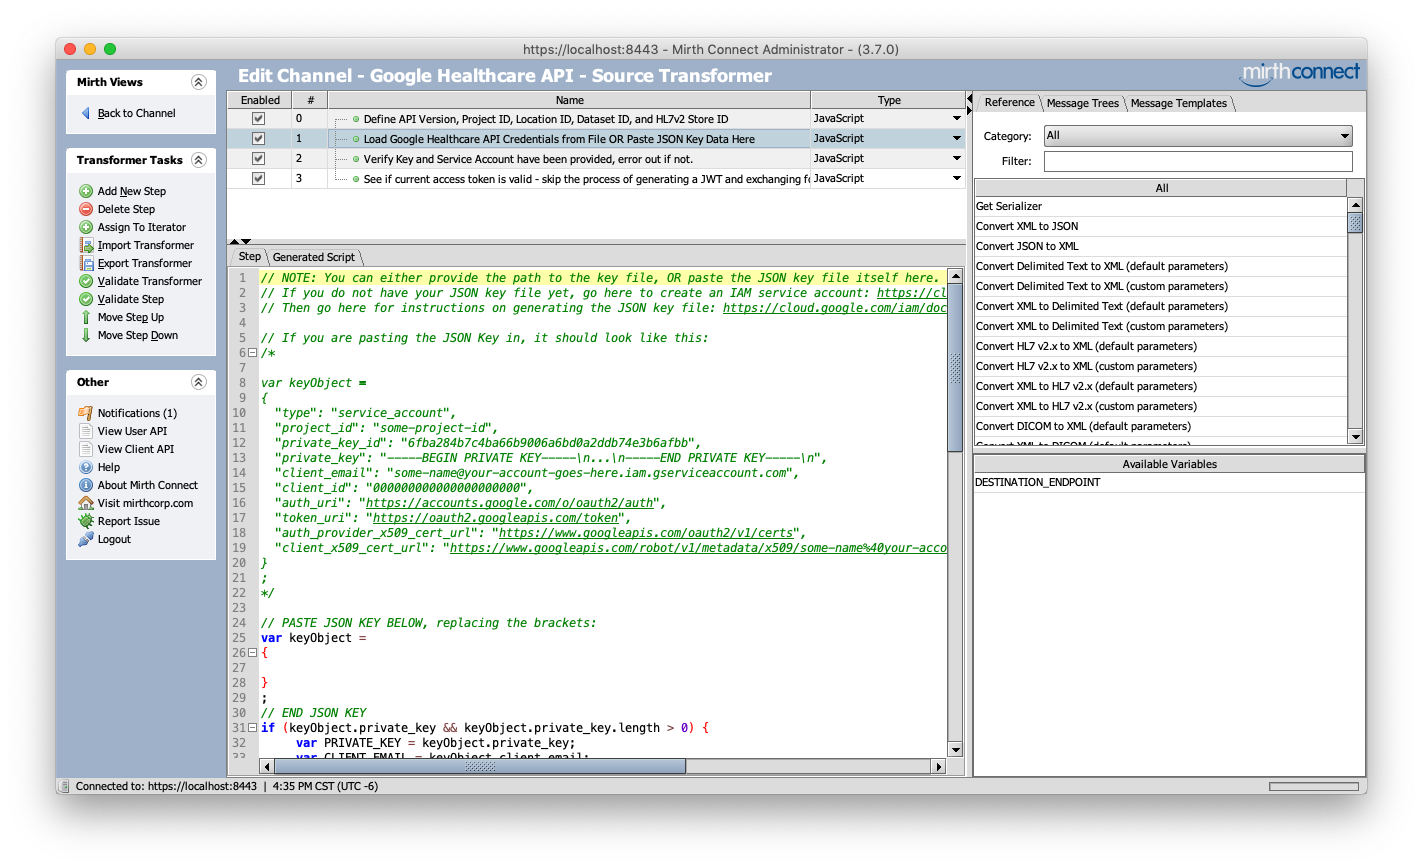 https://localhost:8443 - Mirth Connect Administrator - (3.7.0)
Mirth Views
Back to Channel
Transformer Tasks
Add New Step
Delete Step
Assign To Iterator
Import Transformer
Export Transformer
Validate Transformer
Validate Step
Move Step Up
Move Step Down
Other
Notifications (1)
View User API
View Client API
Help
About Mirth Connect
Visit mirthcorp.com
Report Issue
Logout
Edit Channel - Google Healthcare API - Source Transformer
mirthconnect
Enabled # Name Type
0 Define API Version, Project ID, Location ID, Dataset ID, and HL7v2 Store ID JavaScript
1 Load Google Healthcare API Credentials from File OR Paste JSON Key Data Here JavaScript
2 Verify Key and Service Account have been provided, error out if not. JavaScript
3 See if current access token is valid - skip the process of generating a JWT and exchanging fo JavaScript
Step Generated Script
1 // NOTE: You can either provide the path to the key file, OR paste the JSON key file itself here.
2 // If you do not have your JSON key file yet, go here to create an IAM service account: https://cl
3 // Then go here for instructions on generating the JSON key file: https://cloud.google.com/iam/doc
4
5 // If you are pasting the JSON Key in, it should look like this:
6 /*
7
8 var keyObject =
9 {
10 "type": "service_account",
11 "project_id": "some-project-id",
12 "private_key_id": "6fba284b7c4ba66b9006a6bd0a2ddb74e3b6afbb",
13 "private_key": "-----BEGIN PRIVATE KEY-----\n...\n-----END PRIVATE KEY-----\n",
14 "client_email": "some-name@your-account-goes-here.iam.gserviceaccount.com",
15 "client_id": "000000000000000000000",
16 "auth_uri": "https://accounts.google.com/o/oauth2/auth",
17 "token_uri": "https://oauth2.googleapis.com/token",
18 "auth_provider_x509_cert_url": "https://www.googleapis.com/oauth2/v1/certs",
19 "client_x509_cert_url": "https://www.googleapis.com/robot/v1/metadata/x509/some-name%40your-acco
20 }
21 ;
22 */
23
24 // PASTE JSON KEY BELOW, replacing the brackets:
25 var keyObject =
26 {
27
28 }
29 ;
30 // END JSON KEY
31 if (keyObject.private_key && keyObject.private_key.length > 0) {
32 var PRIVATE_KEY = keyObject.private_key;
33 var CLIENT_EMAIL = keyObject.client_email;
Reference Message Trees Message Templates
Category: All
Filter:
All
Get Serializer
Convert XML to JSON
Convert JSON to XML
Convert Delimited Text to XML (default parameters)
Convert Delimited Text to XML (custom parameters)
Convert XML to Delimited Text (default parameters)
Convert XML to Delimited Text (custom parameters)
Convert HL7 v2.x to XML (default parameters)
Convert HL7 v2.x to XML (custom parameters)
Convert XML to HL7 v2.x (default parameters)
Convert XML to HL7 v2.x (custom parameters)
Convert DICOM to XML (default parameters)
Convert XML to DICOM (default parameters)
Available Variables
DESTINATION_ENDPOINT
Connected to: https://localhost:8443 | 4:35 PM CST (UTC -6)